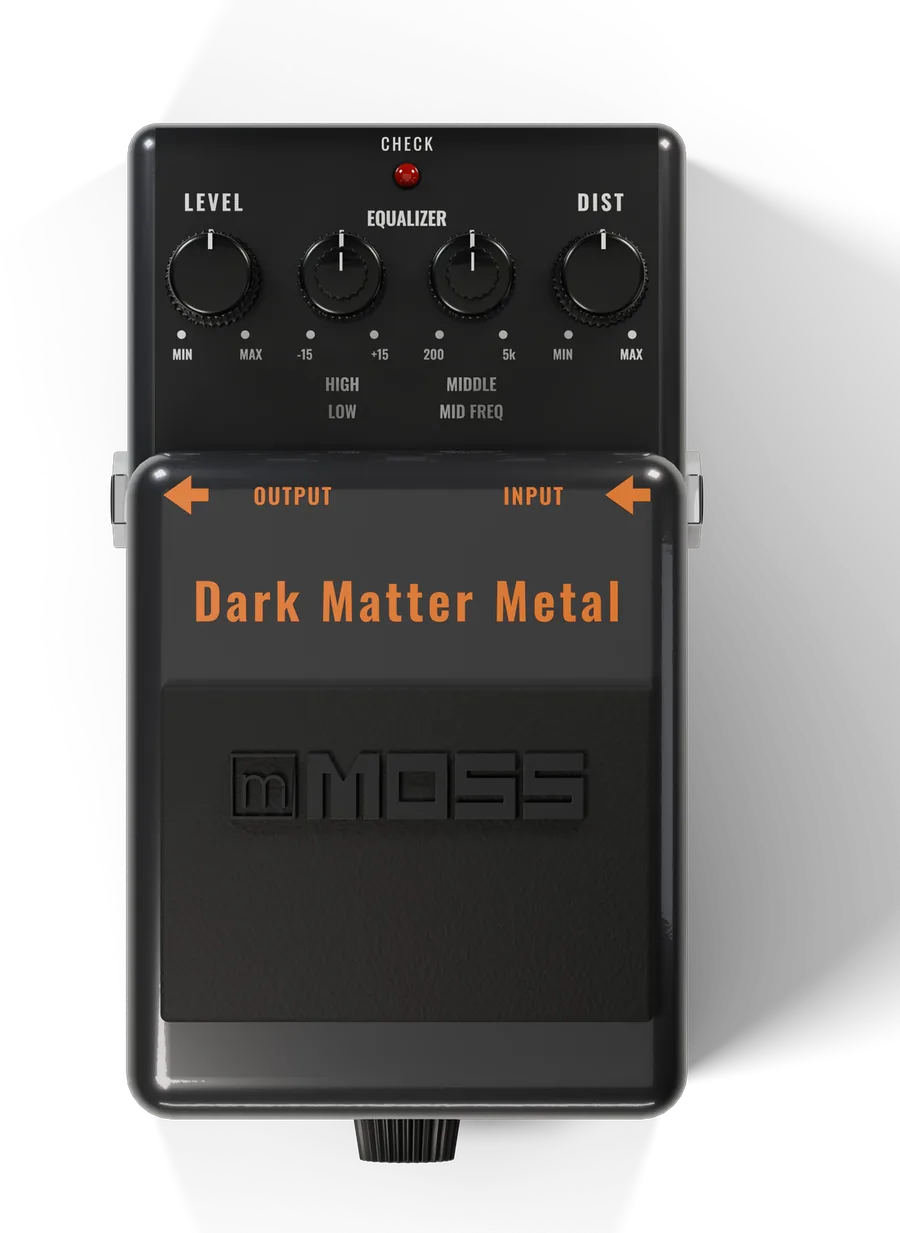 CHECK
LEVEL
DIST
EQUALIZER
MIN MAX -15 +15 200 5k MIN MAX
HIGH MIDDLE
LOW MID FREQ
OUTPUT INPUT
Dark Matter Metal
m MOSS